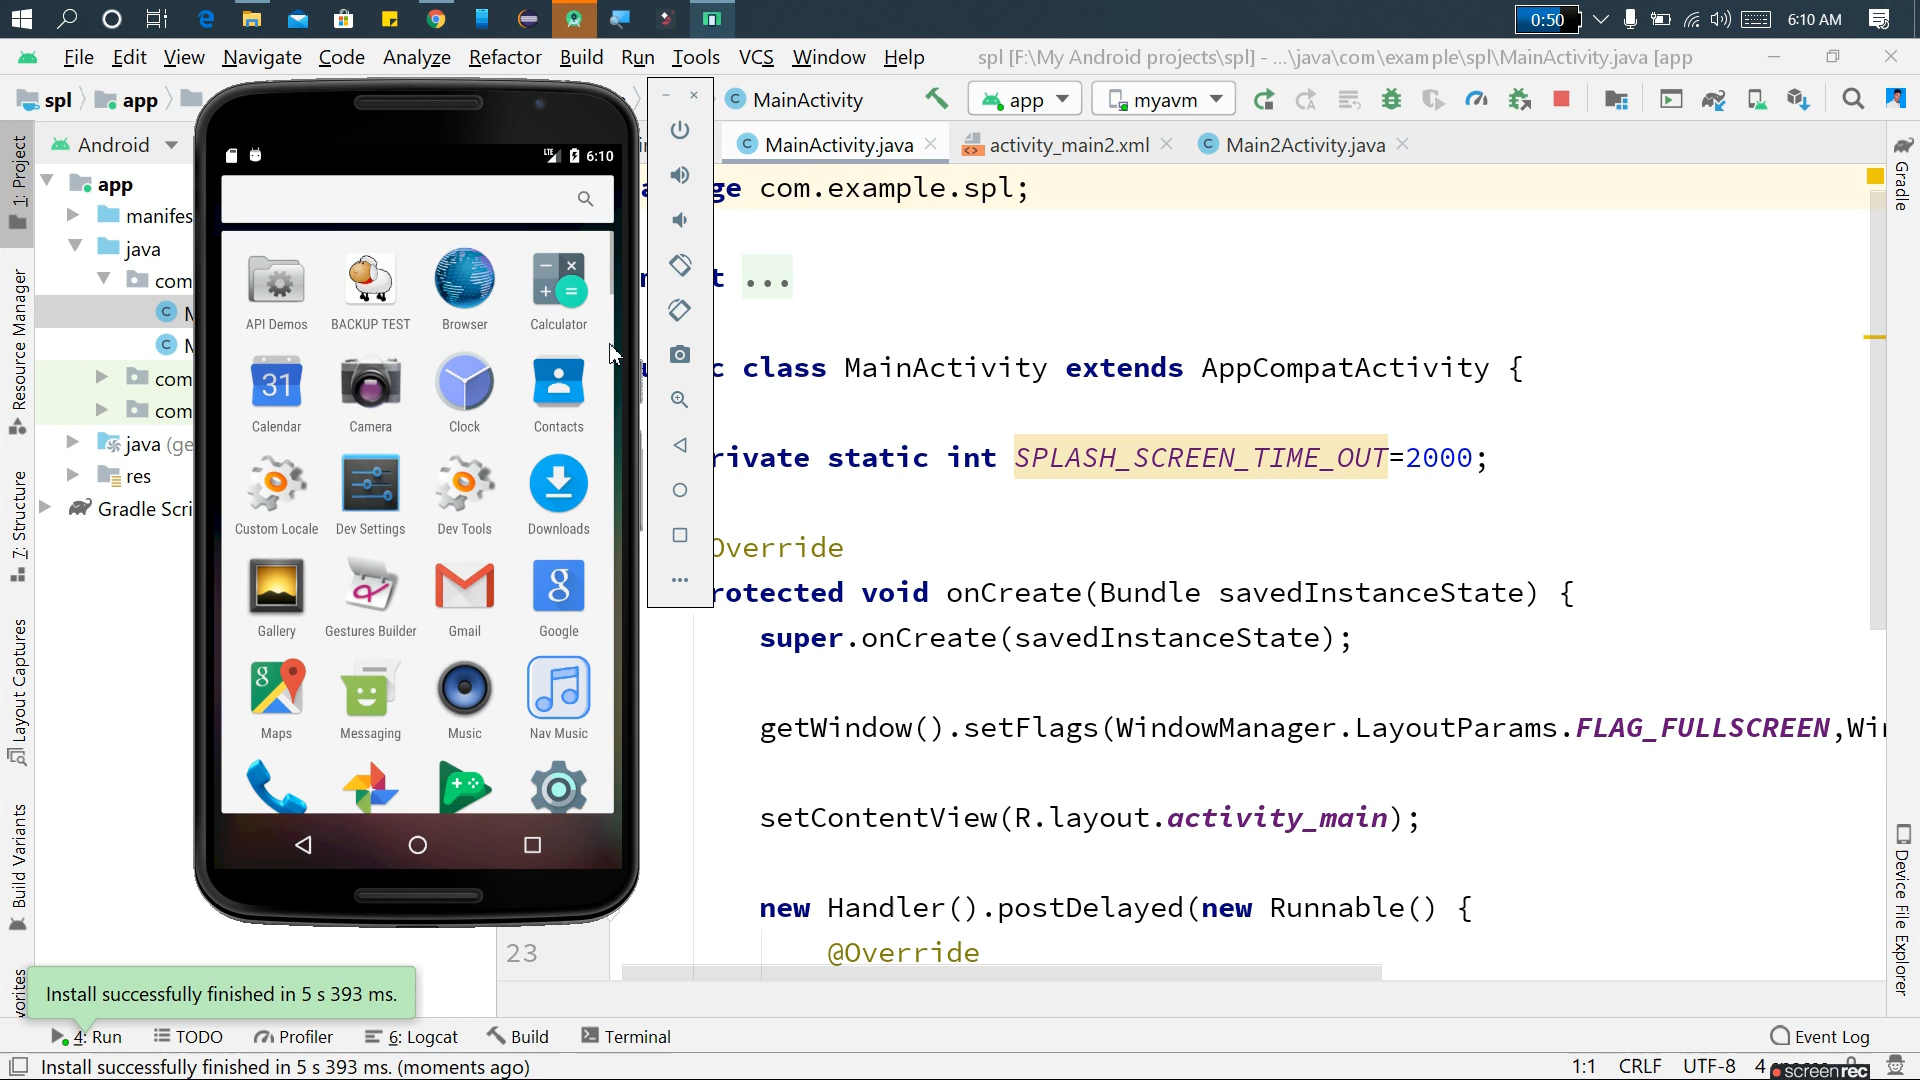 0:50
6:10 AM
File Edit View Navigate Code Analyze Refactor Build Run Tools VCS Window Help
spl [F:\My Android projects\spl] - ...\java\com\example\spl\MainActivity.java [app
spl app
MainActivity
app
myavm
Android
MainActivity.java
activity_main2.xml
Main2Activity.java
1: Project
Resource Manager
7: Structure
Layout Captures
Build Variants
app
manifes
java
com
M
M
com
com
java (ge
res
Gradle Scri
LTE 6:10
API Demos BACKUP TEST Browser Calculator
31
Calendar Camera Clock Contacts
Custom Locale Dev Settings Dev Tools Downloads
Gallery Gestures Builder Gmail Google
Maps Messaging Music Nav Music
ge com.example.spl;
t ...
c class MainActivity extends AppCompatActivity {
rivate static int SPLASH_SCREEN_TIME_OUT=2000;
Override
rotected void onCreate(Bundle savedInstanceState) {
super.onCreate(savedInstanceState);
getWindow().setFlags(WindowManager.LayoutParams.FLAG_FULLSCREEN,Win
setContentView(R.layout.activity_main);
new Handler().postDelayed(new Runnable() {
23
@Override
Gradle
Device File Explorer
Install successfully finished in 5 s 393 ms.
4: Run TODO Profiler 6: Logcat Build Terminal
Event Log
Install successfully finished in 5 s 393 ms. (moments ago)
1:1 CRLF UTF-8 4
screenrec